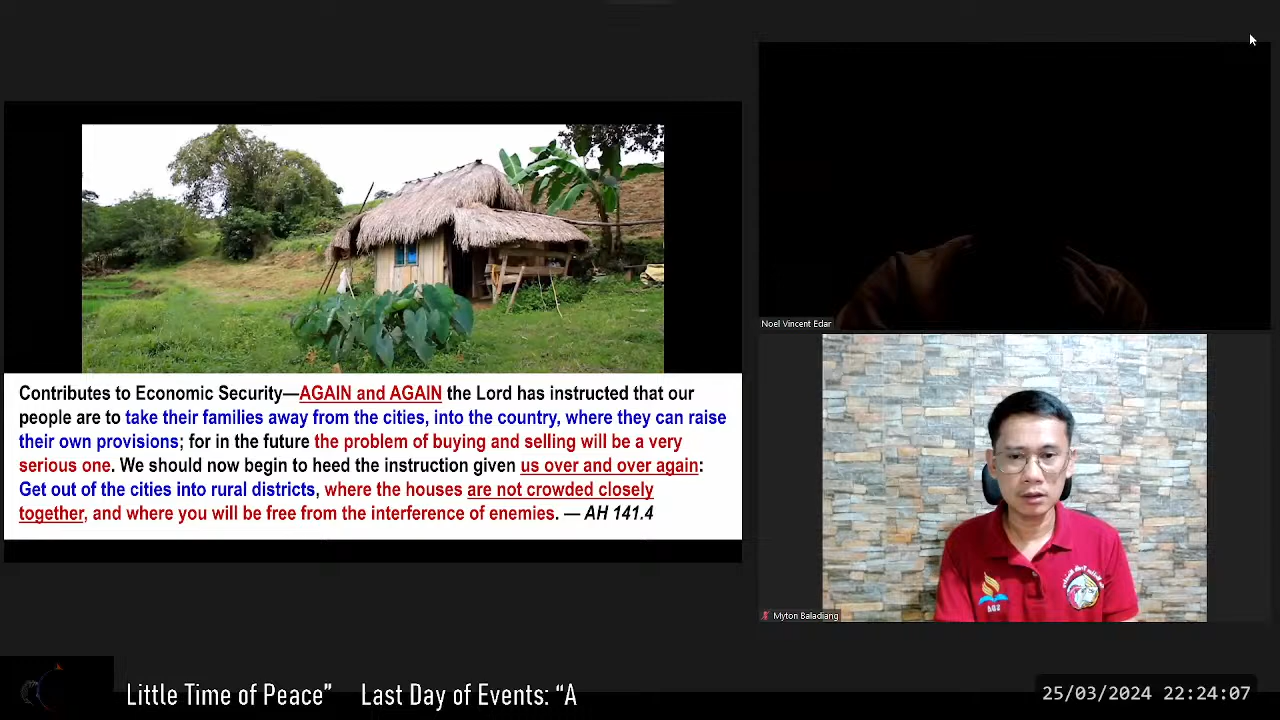 Contributes to Economic Security—AGAIN and AGAIN the Lord has instructed that our
people are to take their families away from the cities, into the country, where they can raise
their own provisions; for in the future the problem of buying and selling will be a very
serious one. We should now begin to heed the instruction given us over and over again:
Get out of the cities into rural districts, where the houses are not crowded closely
together, and where you will be free from the interference of enemies. — AH 141.4
Noel Vincent Edar
SDA
Myton Baladiang
Little Time of Peace” Last Day of Events: “A
25/03/2024 22:24:07